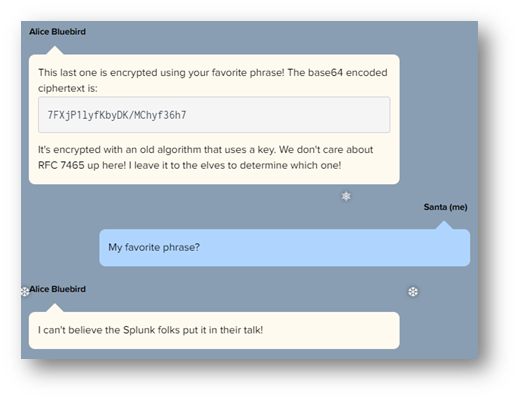 Alice Bluebird
This last one is encrypted using your favorite phrase! The base64 encoded
ciphertext is:
7FXjP1lyfKbyDK/MChyf36h7
It's encrypted with an old algorithm that uses a key. We don't care about
RFC 7465 up here! I leave it to the elves to determine which one!
Santa (me)
My favorite phrase?
Alice Bluebird
I can't believe the Splunk folks put it in their talk!